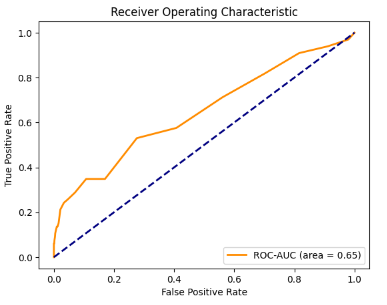 Receiver Operating Characteristic
1.0
0.8
0.6
0.4
0.2
0.0
True Positive Rate
0.0 0.2 0.4 0.6 0.8 1.0
False Positive Rate
ROC-AUC (area = 0.65)